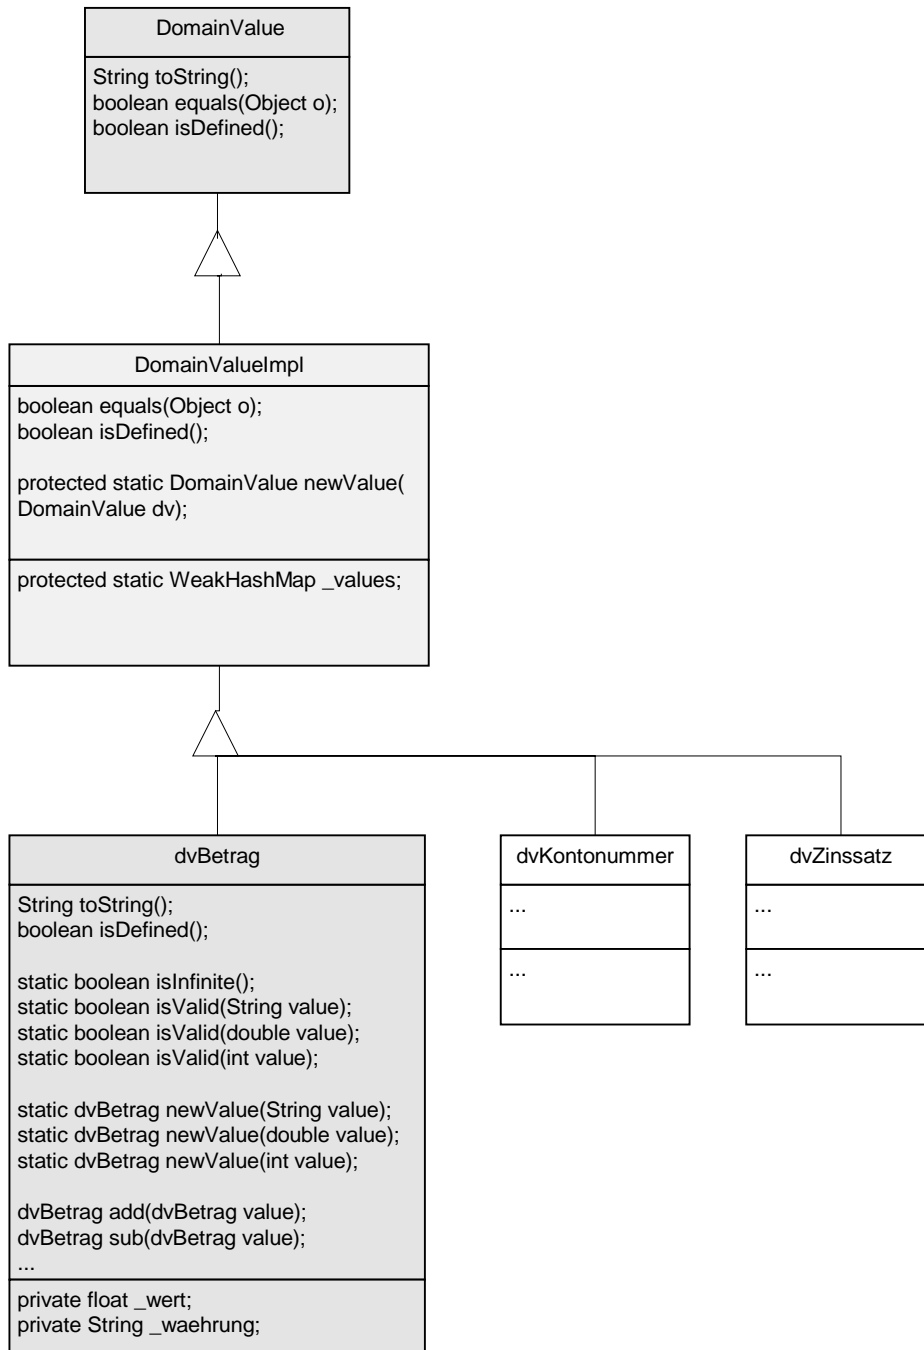 DomainValue
String toString();
boolean equals(Object o);
boolean isDefined();
DomainValueImpl
boolean equals(Object o);
boolean isDefined();
protected static DomainValue newValue(
DomainValue dv);
protected static WeakHashMap _values;
dvBetrag
String toString();
boolean isDefined();
static boolean isInfinite();
static boolean isValid(String value);
static boolean isValid(double value);
static boolean isValid(int value);
static dvBetrag newValue(String value);
static dvBetrag newValue(double value);
static dvBetrag newValue(int value);
dvBetrag add(dvBetrag value);
dvBetrag sub(dvBetrag value);
...
private float _wert;
private String _waehrung;
dvKontonummer
...
...
dvZinssatz
...
...